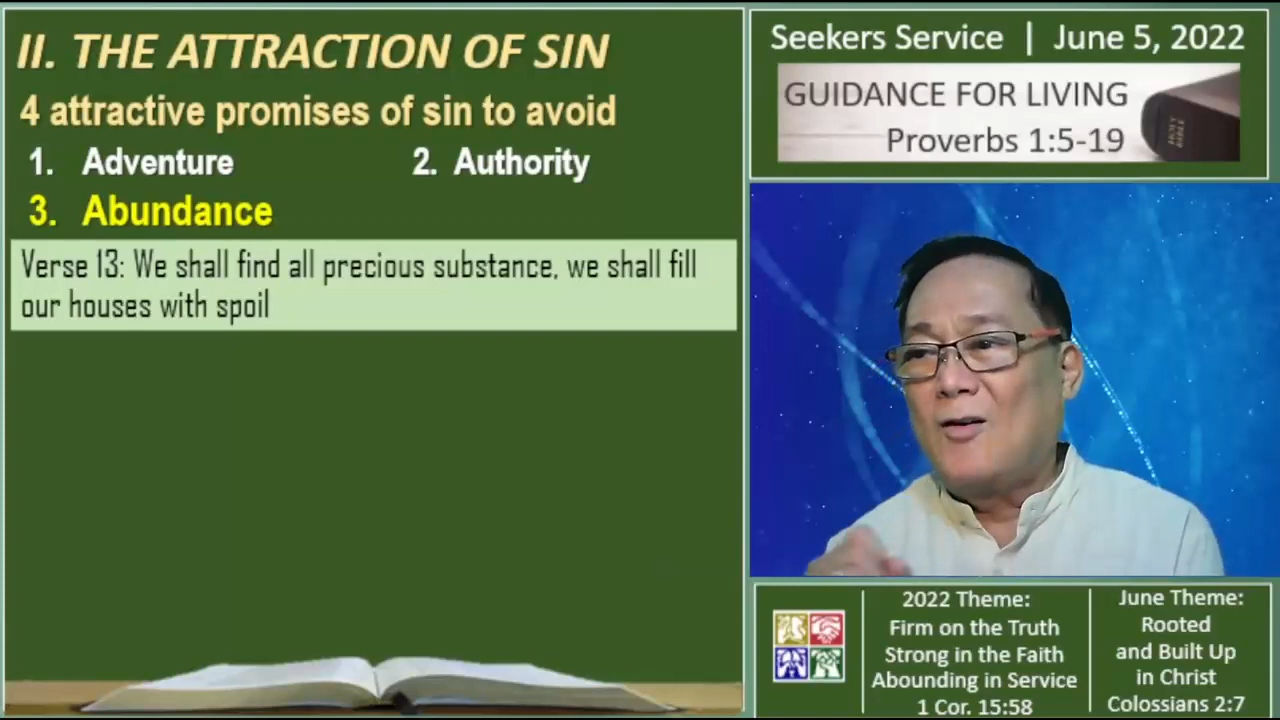 II. THE ATTRACTION OF SIN
4 attractive promises of sin to avoid
1. Adventure 2. Authority
3. Abundance
Verse 13: We shall find all precious substance, we shall fill
our houses with spoil
Seekers Service | June 5, 2022
GUIDANCE FOR LIVING
Proverbs 1:5-19
HOLY BIBLE
2022 Theme:
Firm on the Truth
Strong in the Faith
Abounding in Service
1 Cor. 15:58
June Theme:
Rooted
and Built Up
in Christ
Colossians 2:7